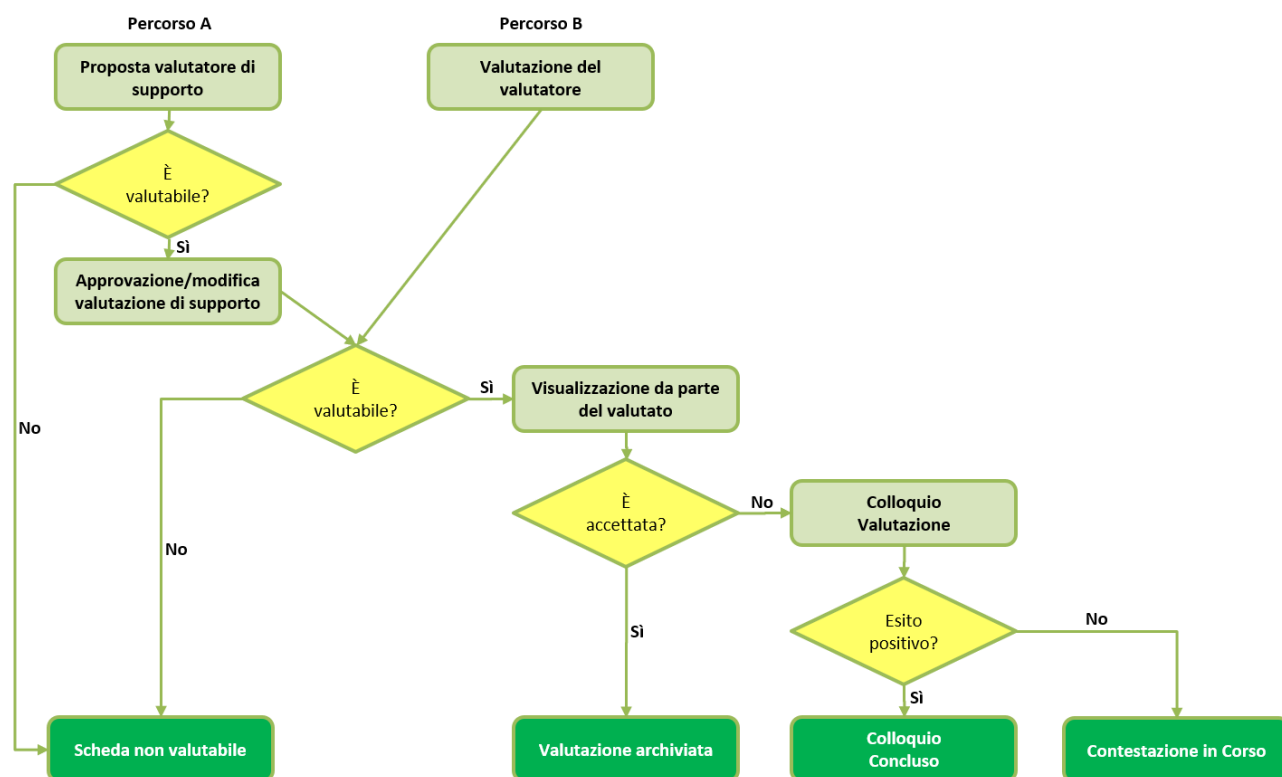 Percorso A
Percorso B
Proposta valutatore di
supporto
Valutazione del
valutatore
È
valutabile?
Sì
Approvazione/modifica
valutazione di supporto
È
valutabile?
Sì
Visualizzazione da parte
del valutato
No
È
accettata?
No
Colloquio
Valutazione
No
Sì
Esito
positivo?
No
Sì
Scheda non valutabile
Valutazione archiviata
Colloquio
Concluso
Contestazione in Corso